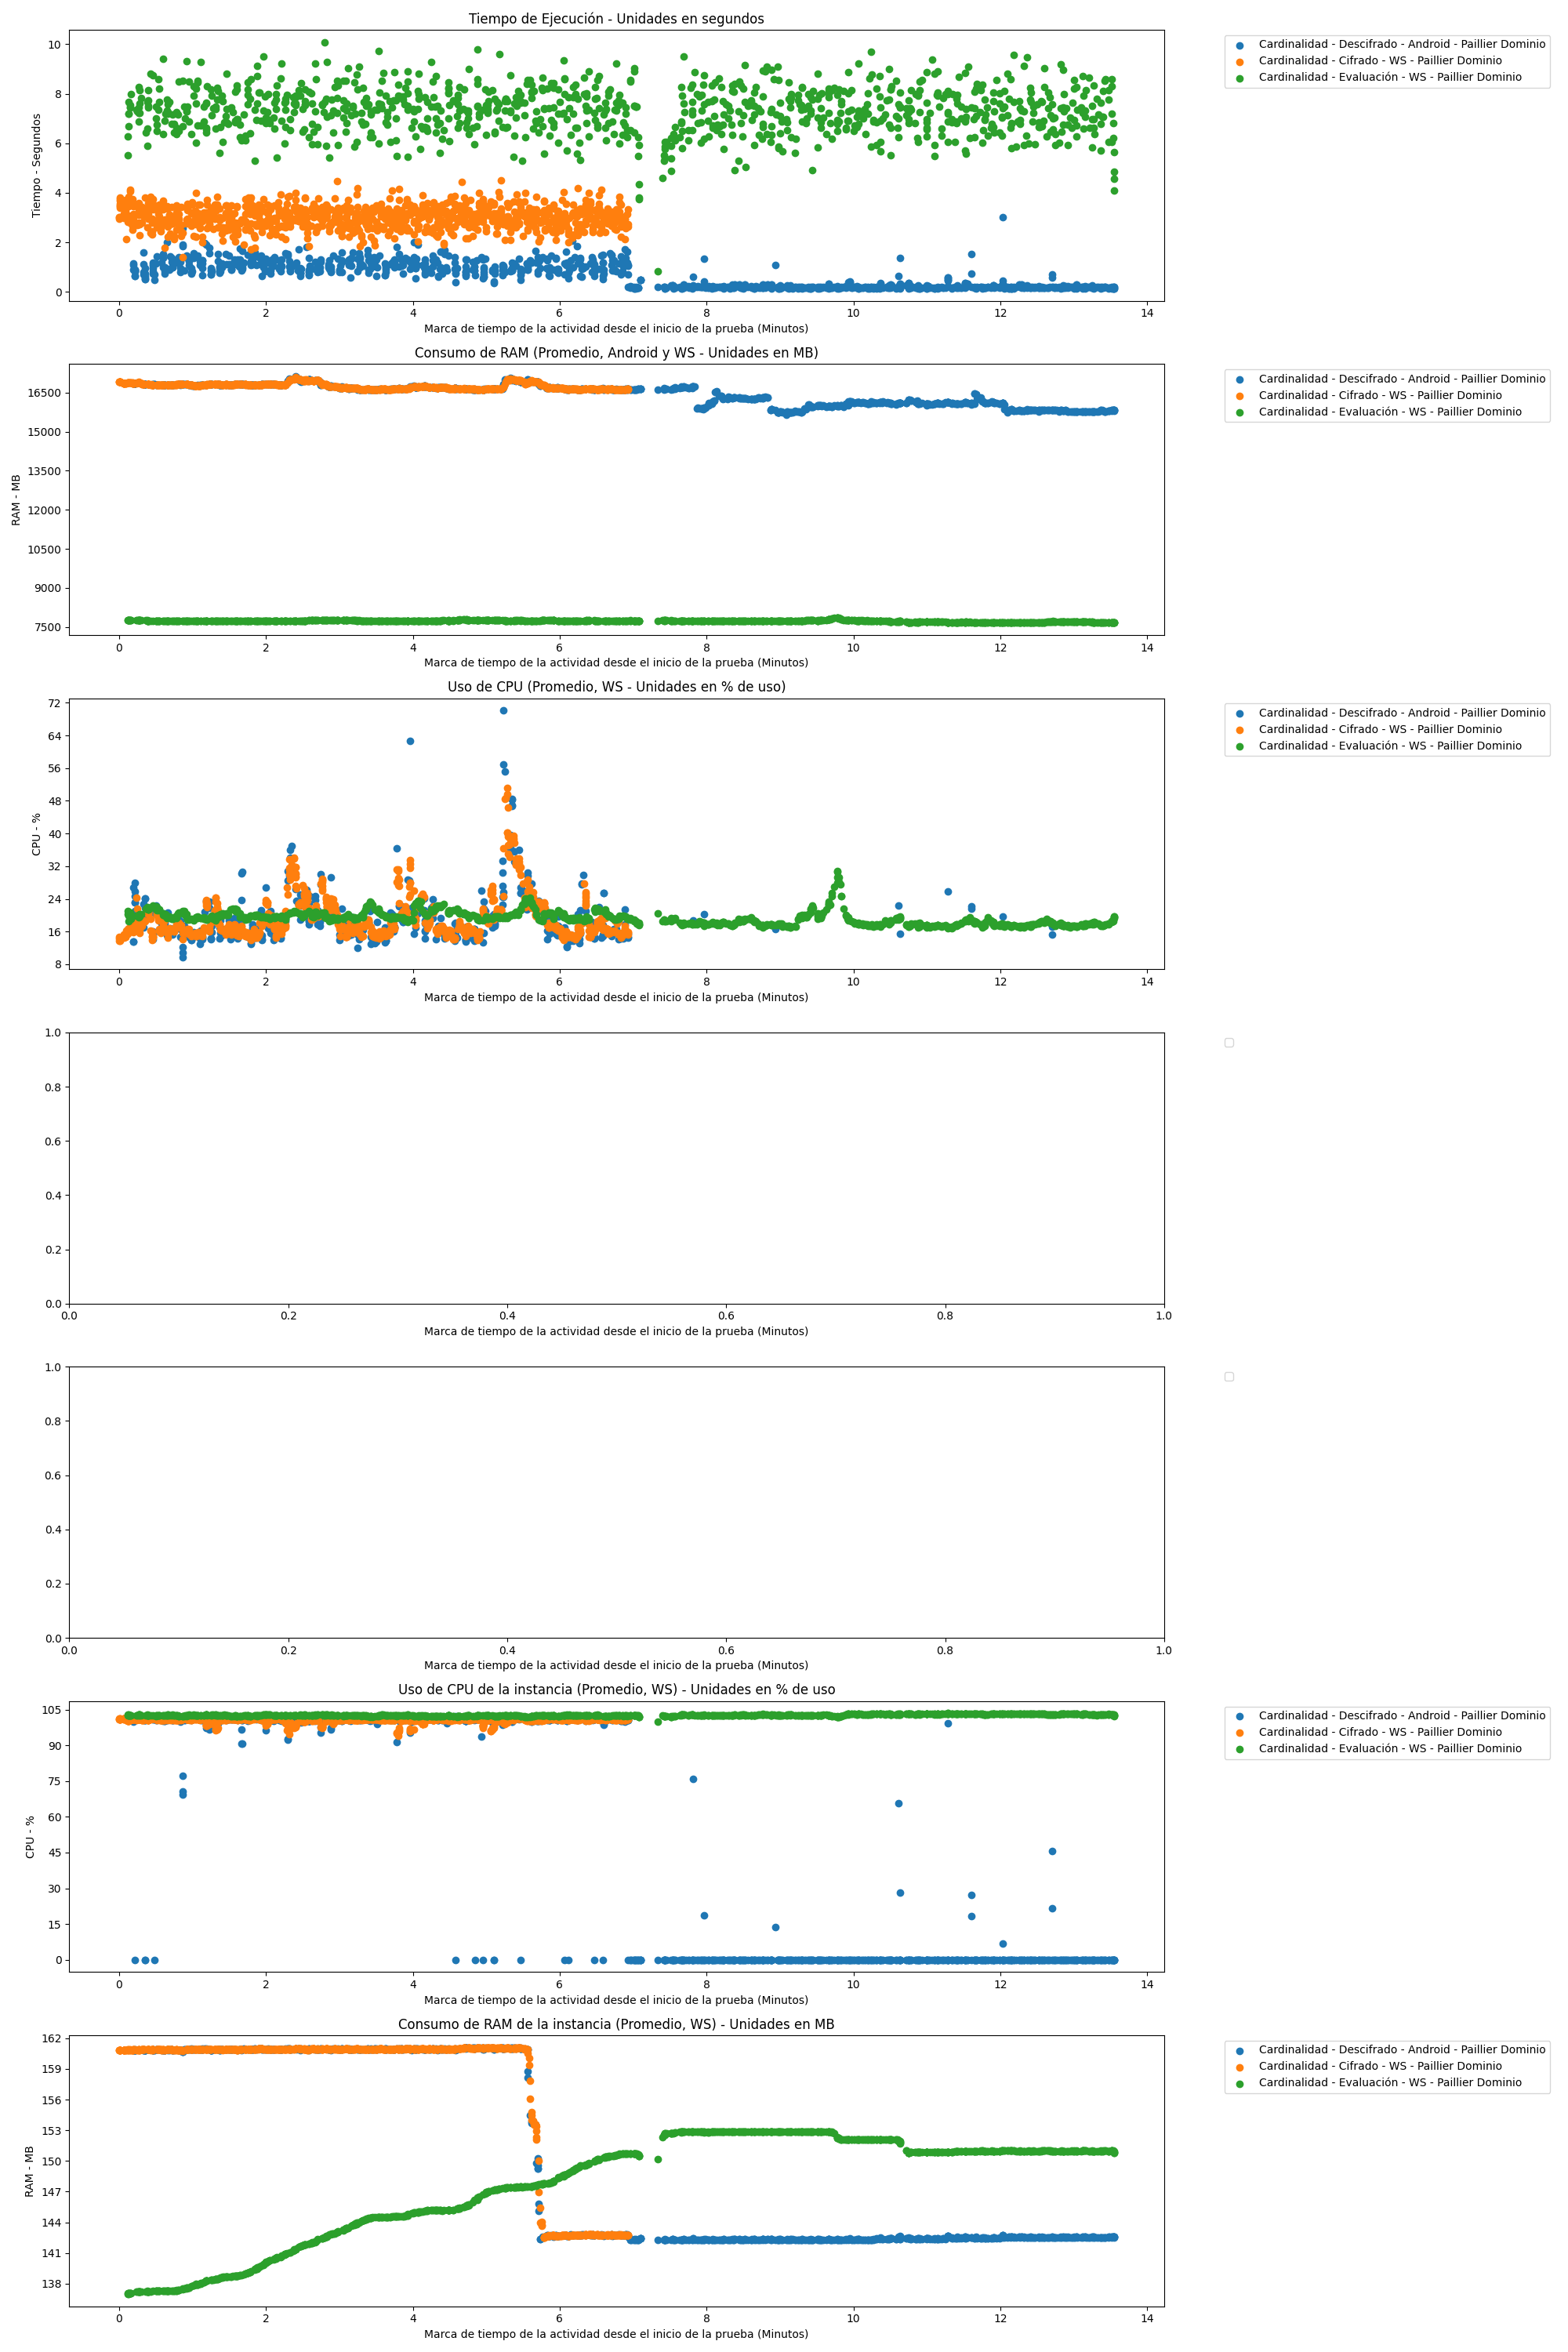 Tiempo de Ejecución - Unidades en segundos
10
8
6
4
2
0
Tiempo - Segundos
0 2 4 6 8 10 12 14
Marca de tiempo de la actividad desde el inicio de la prueba (Minutos)
Cardinalidad - Descifrado - Android - Paillier Dominio
Cardinalidad - Cifrado - WS - Paillier Dominio
Cardinalidad - Evaluación - WS - Paillier Dominio
Consumo de RAM (Promedio, Android y WS - Unidades en MB)
16500
15000
13500
12000
10500
9000
7500
RAM - MB
0 2 4 6 8 10 12 14
Marca de tiempo de la actividad desde el inicio de la prueba (Minutos)
Cardinalidad - Descifrado - Android - Paillier Dominio
Cardinalidad - Cifrado - WS - Paillier Dominio
Cardinalidad - Evaluación - WS - Paillier Dominio
Uso de CPU (Promedio, WS - Unidades en % de uso)
72
64
56
48
40
32
24
16
8
CPU - %
0 2 4 6 8 10 12 14
Marca de tiempo de la actividad desde el inicio de la prueba (Minutos)
Cardinalidad - Descifrado - Android - Paillier Dominio
Cardinalidad - Cifrado - WS - Paillier Dominio
Cardinalidad - Evaluación - WS - Paillier Dominio
1.0
0.8
0.6
0.4
0.2
0.0
0.0 0.2 0.4 0.6 0.8 1.0
Marca de tiempo de la actividad desde el inicio de la prueba (Minutos)
1.0
0.8
0.6
0.4
0.2
0.0
0.0 0.2 0.4 0.6 0.8 1.0
Marca de tiempo de la actividad desde el inicio de la prueba (Minutos)
Uso de CPU de la instancia (Promedio, WS) - Unidades en % de uso
105
90
75
60
45
30
15
0
CPU - %
0 2 4 6 8 10 12 14
Marca de tiempo de la actividad desde el inicio de la prueba (Minutos)
Cardinalidad - Descifrado - Android - Paillier Dominio
Cardinalidad - Cifrado - WS - Paillier Dominio
Cardinalidad - Evaluación - WS - Paillier Dominio
Consumo de RAM de la instancia (Promedio, WS) - Unidades en MB
162
159
156
153
150
147
144
141
138
RAM - MB
0 2 4 6 8 10 12 14
Marca de tiempo de la actividad desde el inicio de la prueba (Minutos)
Cardinalidad - Descifrado - Android - Paillier Dominio
Cardinalidad - Cifrado - WS - Paillier Dominio
Cardinalidad - Evaluación - WS - Paillier Dominio